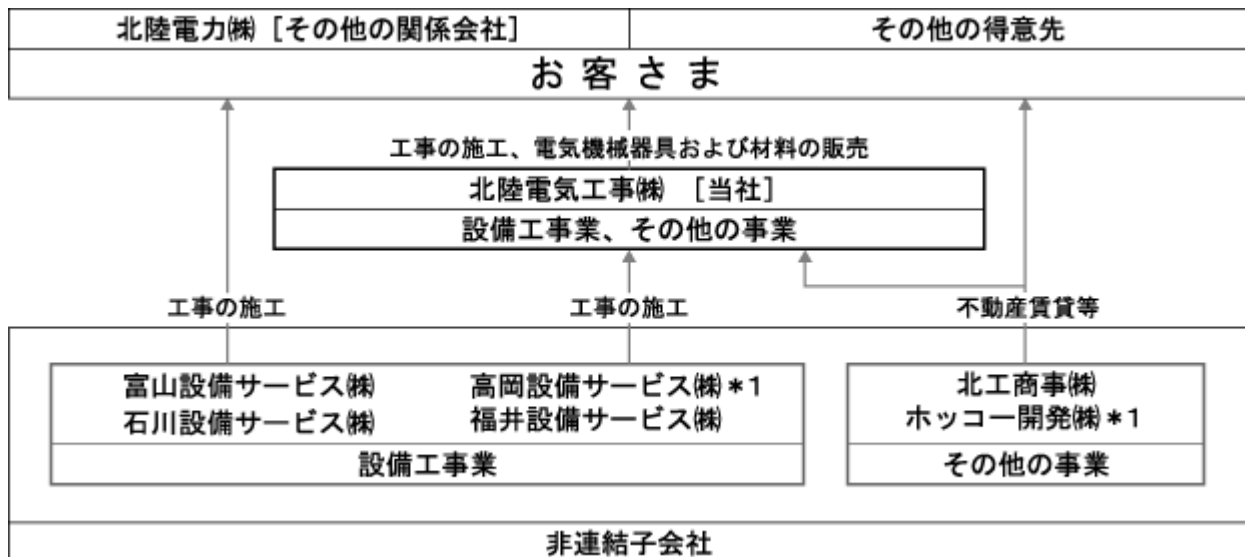 北陸電力㈱［その他の関係会社］
その他の得意先
お客さま
工事の施工、電気機械器具および材料の販売
北陸電気工事㈱ ［当社］
設備工事業、その他の事業
工事の施工
工事の施工
不動産賃貸等
富山設備サービス㈱
高岡設備サービス㈱＊1
石川設備サービス㈱
福井設備サービス㈱
設備工事業
北工商事㈱
ホッコー開発㈱＊1
その他の事業
非連結子会社